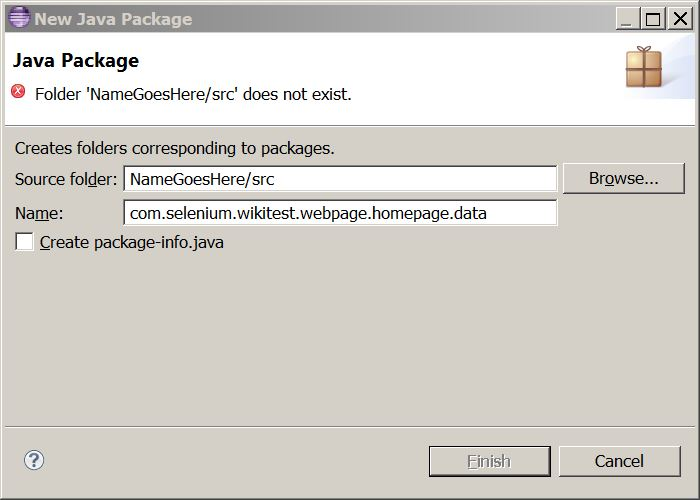 New Java Package
Java Package
Folder 'NameGoesHere/src' does not exist.
Creates folders corresponding to packages.
Source folder: NameGoesHere/src Browse...
Name: com.selenium.wikitest.webpage.homepage.data
Create package-info.java
? Finish Cancel